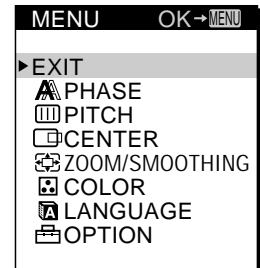 MENU OK→MENU
EXIT
PHASE
PITCH
CENTER
ZOOM/SMOOTHING
COLOR
LANGUAGE
OPTION